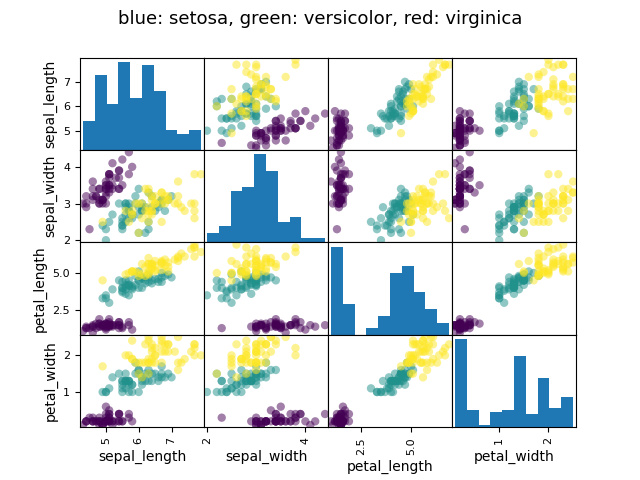 blue: setosa, green: versicolor, red: virginica
sepal_length
7
6
5
sepal_width
4
3
2
petal_length
5.0
2.5
petal_width
2
1
5 6 7
2 4
2.5 5.0
1 2
sepal_length
sepal_width
petal_length
petal_width